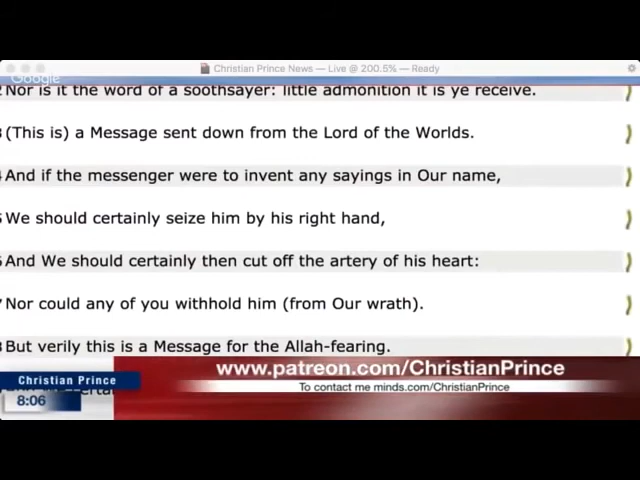 Christian Prince News — Live @ 200.5% — Ready
Google
Nor is it the word of a soothsayer: little admonition it is ye receive.
(This is) a Message sent down from the Lord of the Worlds.
And if the messenger were to invent any sayings in Our name,
We should certainly seize him by his right hand,
And We should certainly then cut off the artery of his heart:
Nor could any of you withhold him (from Our wrath).
But verily this is a Message for the Allah-fearing.
www.patreon.com/ChristianPrince
Christian Prince
To contact me minds.com/ChristianPrince
8:06